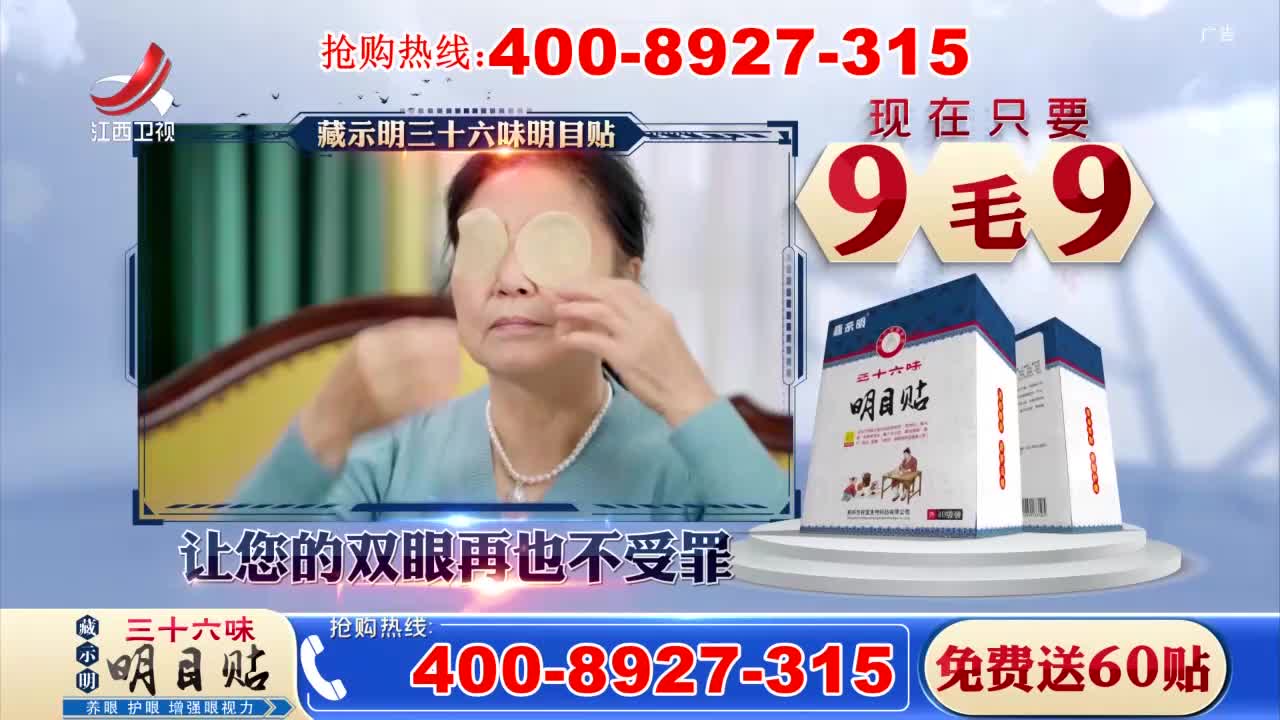 抢购热线:400-8927-315
广告
江西卫视
藏示明三十六味明目贴
现在只要
9毛9
藏示明
三十六味
明目贴
让您的双眼再也不受罪
藏示明
三十六味
明目贴
养眼 护眼 增强眼视力
抢购热线:
400-8927-315
免费送60贴